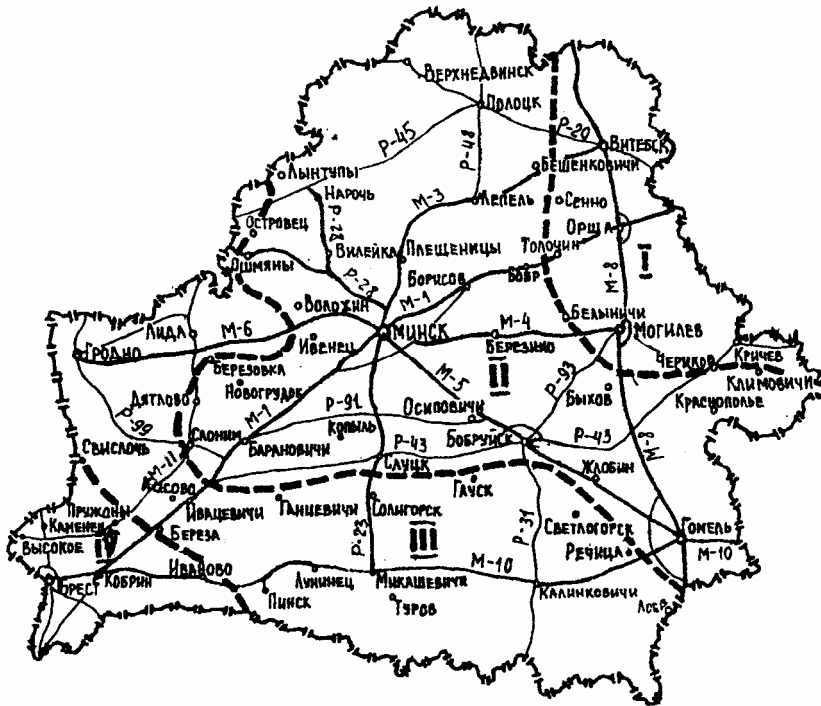 ВЕРХНЕДВИНСК
ПОЛОЦК
Р-20
ВИТЕБСК
Р-45
Р-48
БЕШЕНКОВИЧИ
ЛЫНТУПЫ
НАРОЧЬ
М-3
ЛЕПЕЛЬ
СЕННО
ОСТРОВЕЦ
Р-28
ОРША
ОШМЯНЫ
ВИЛЕЙКА
ПЛЕЩЕНИЦЫ
ТОЛОЧИН
БОБР
I
Р-28
БОРИСОВ
М-8
ВОЛОЖИН
М-1
БЕЛЫНИЧИ
ЛИДА
М-6
МИНСК
М-4
МОГИЛЕВ
ГРОДНО
ИВЕНЕЦ
БЕРЕЗИНО
ЧЕРИКОВ
КРИЧЕВ
БЕРЕЗОВКА
II
КЛИМОВИЧИ
ДЯТЛОВО
НОВОГРУДОК
М-5
Р-93
БЫХОВ
КРАСНОПОЛЬЕ
Р-99
М-1
Р-91
ОСИПОВИЧИ
М-8
СЛОНИМ
БАРАНОВИЧИ
КОПЫЛЬ
БОБРУЙСК
Р-43
Р-43
СВИСЛОЧЬ
М-11
СЛУЦК
ЖЛОБИН
КОСОВО
ГЛУСК
ПРУЖАНЫ
ИВАЦЕВИЧИ
ГАНЦЕВИЧИ
СОЛИГОРСК
КАМЕНЕЦ
СВЕТЛОГОРСК
ГОМЕЛЬ
ВЫСОКОЕ
IV
БЕРЕЗА
Р-23
III
Р-31
РЕЧИЦА
М-10
ИВАНОВО
М-10
БРЕСТ
КОБРИН
ЛУНИНЕЦ
МИКАШЕВИЧИ
ПИНСК
КАЛИНКОВИЧИ
ТУРОВ